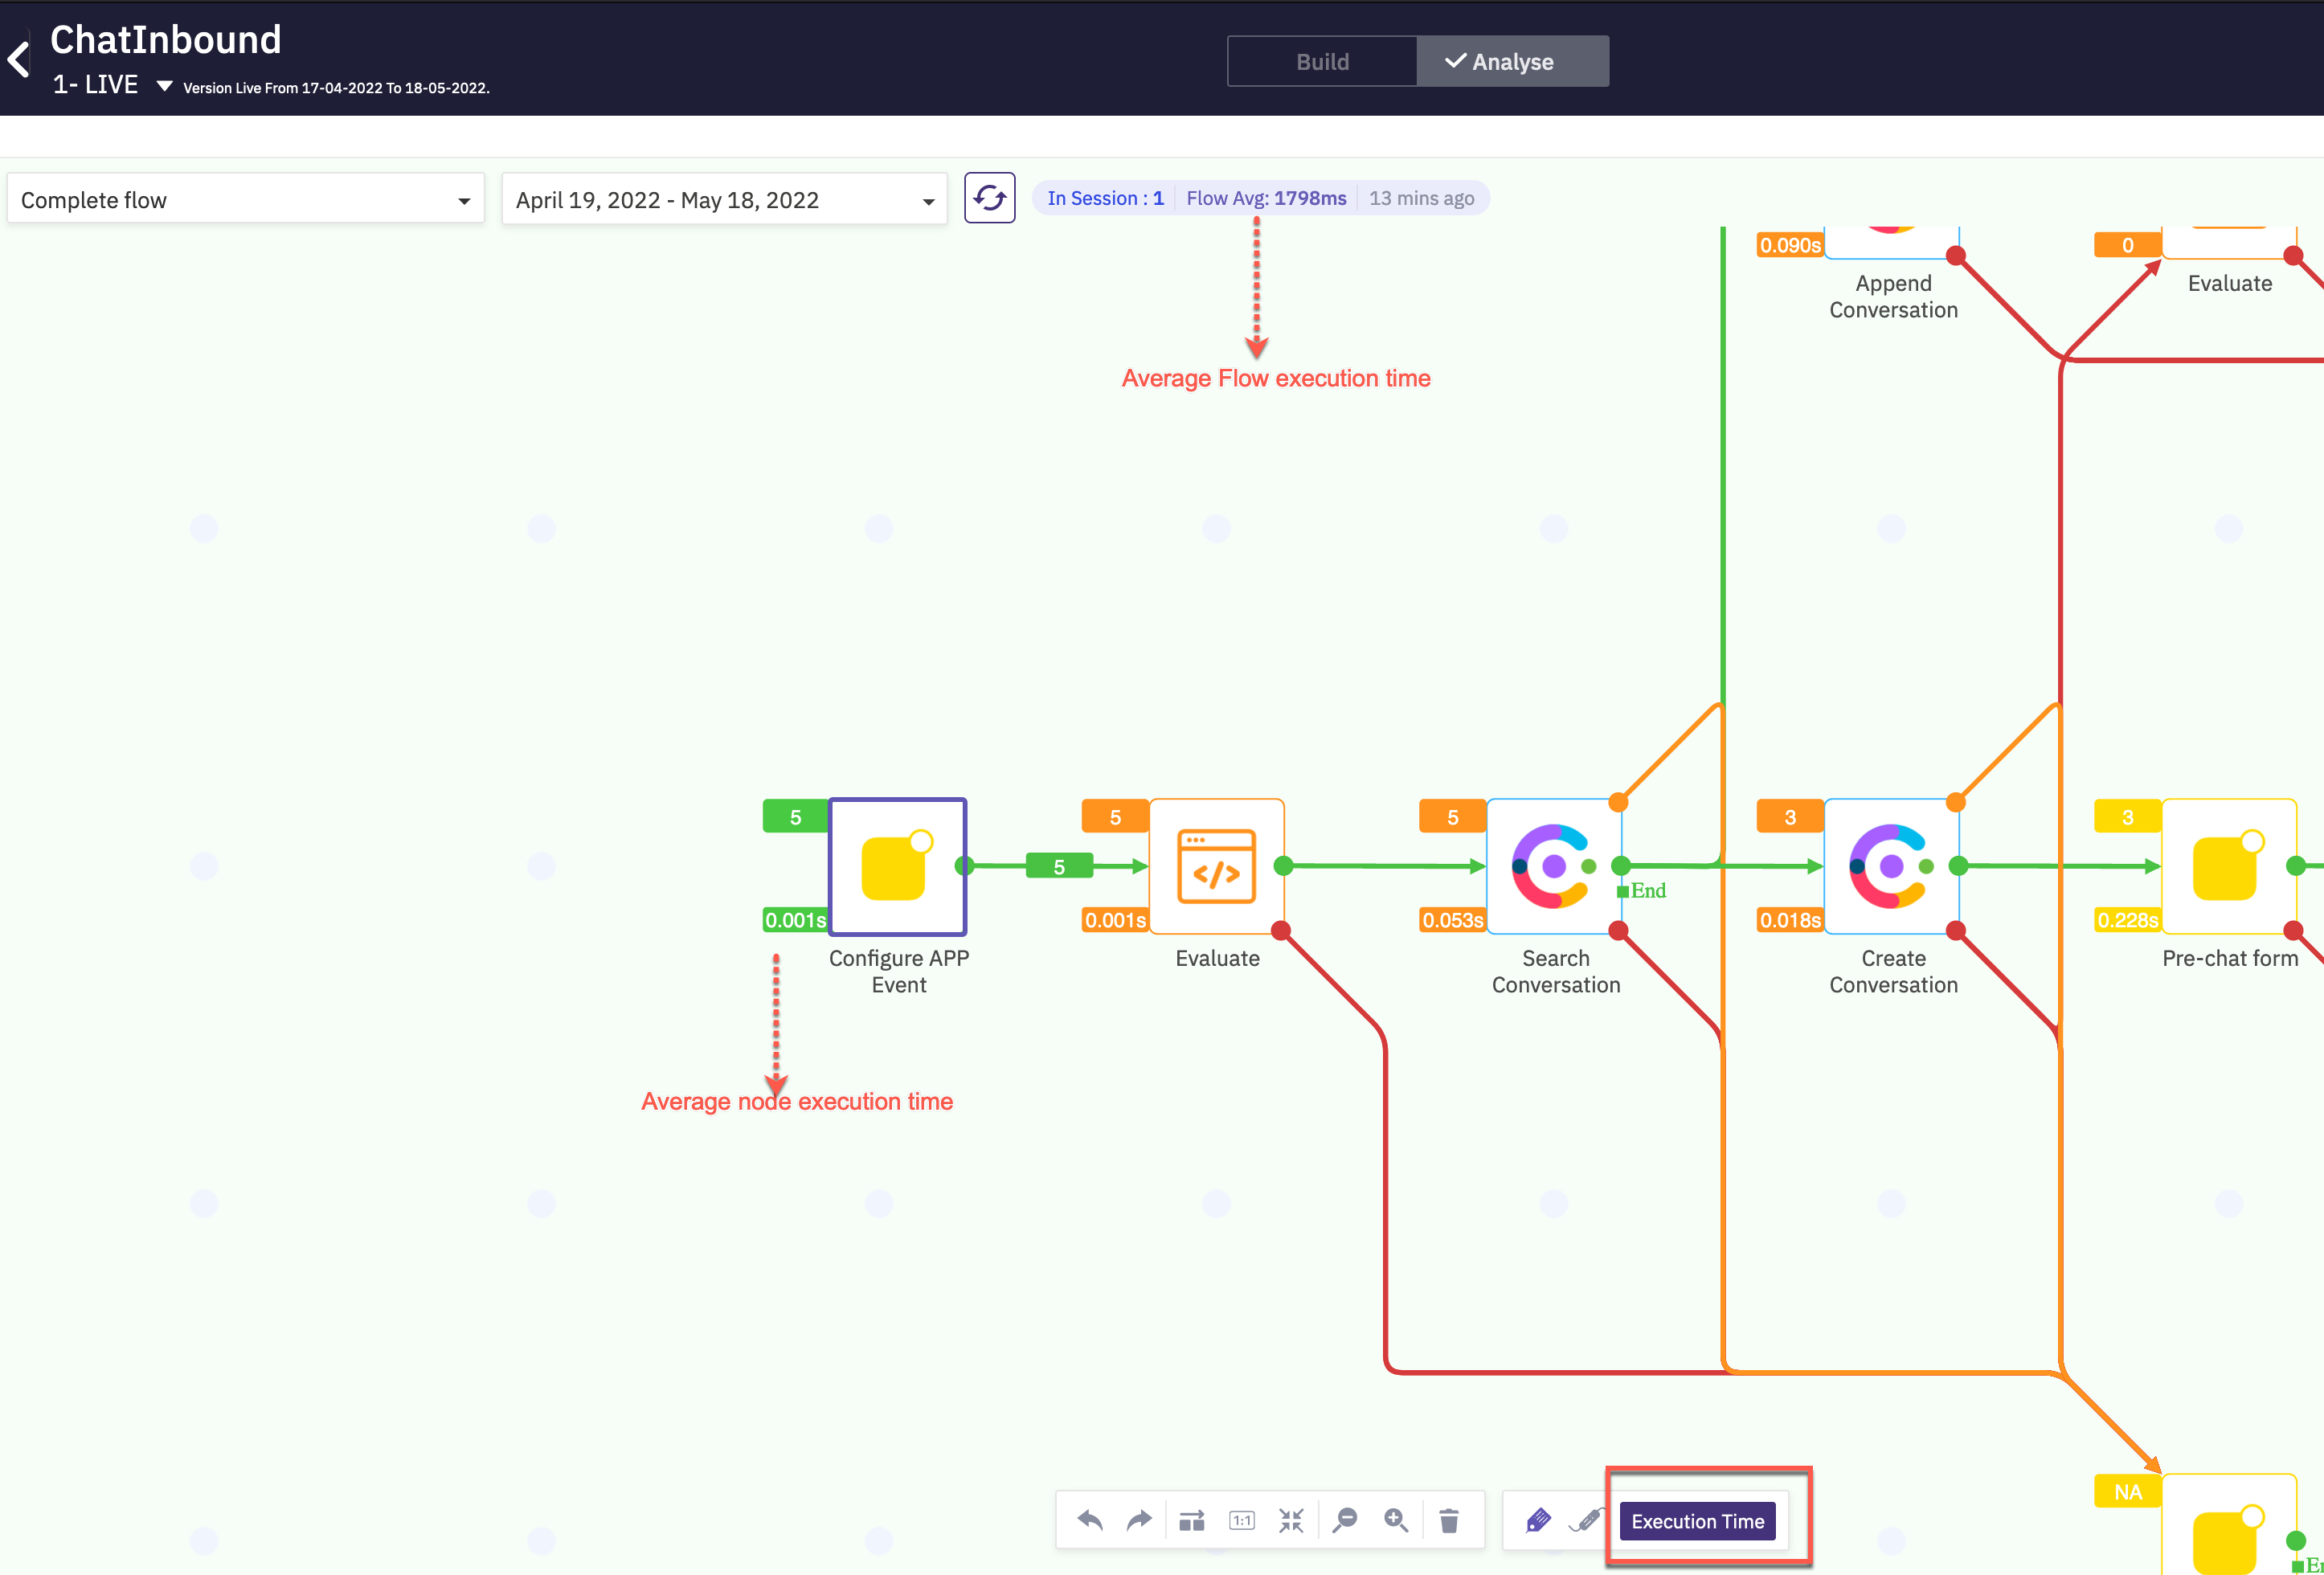 ChatInbound
1- LIVE
Version Live From 17-04-2022 To 18-05-2022.
Build
Analyse
Complete flow
April 19, 2022 - May 18, 2022
In Session : 1
Flow Avg: 1798ms
13 mins ago
0.090s
Append
Conversation
0
Evaluate
Average Flow execution time
5
0.001s
Configure APP
Event
5
5
0.001s
Evaluate
5
0.053s
Search
Conversation
End
3
0.018s
Create
Conversation
3
0.228s
Pre-chat form
Average node execution time
NA
1:1
Execution Time